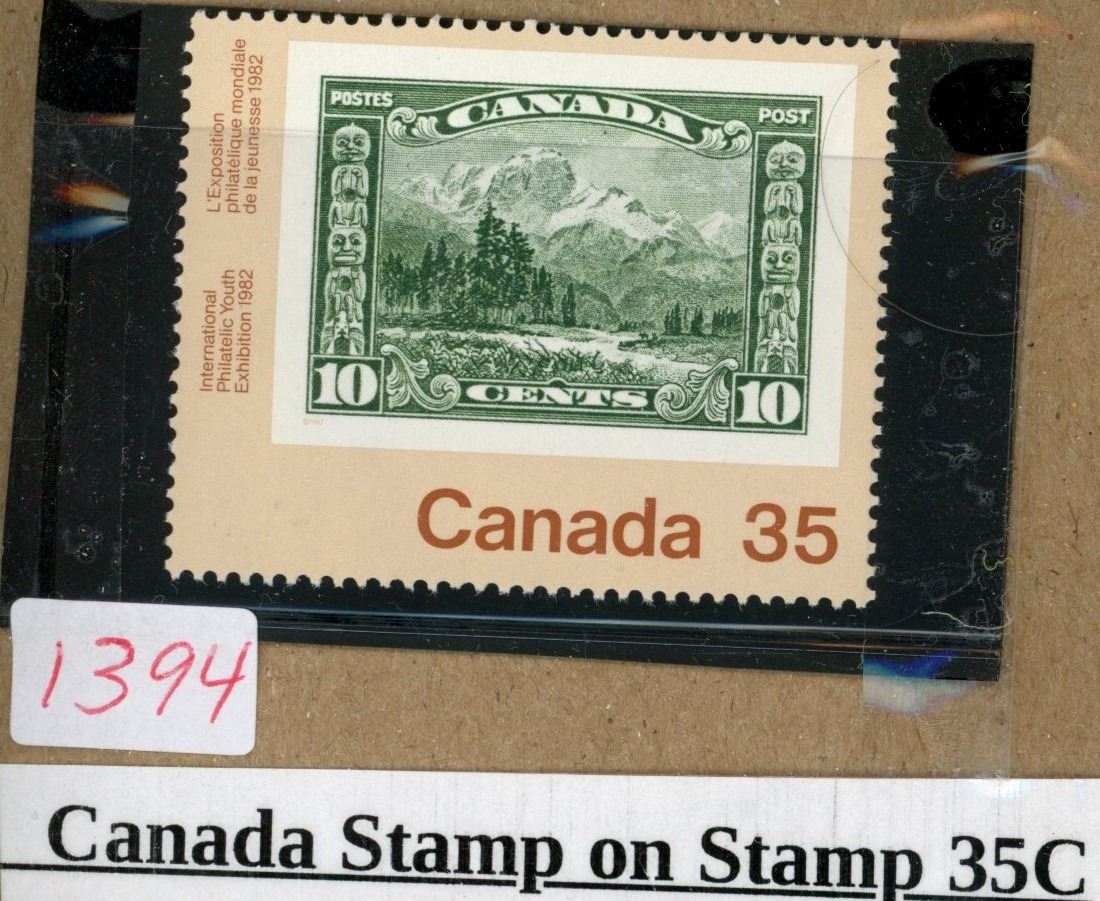 L'Exposition
philatélique mondiale
de la jeunesse 1982
International
Philatelic Youth
Exhibition 1982
POSTES
CANADA
POST
10
CENTS
10
Canada 35
1394
Canada Stamp on Stamp 35C